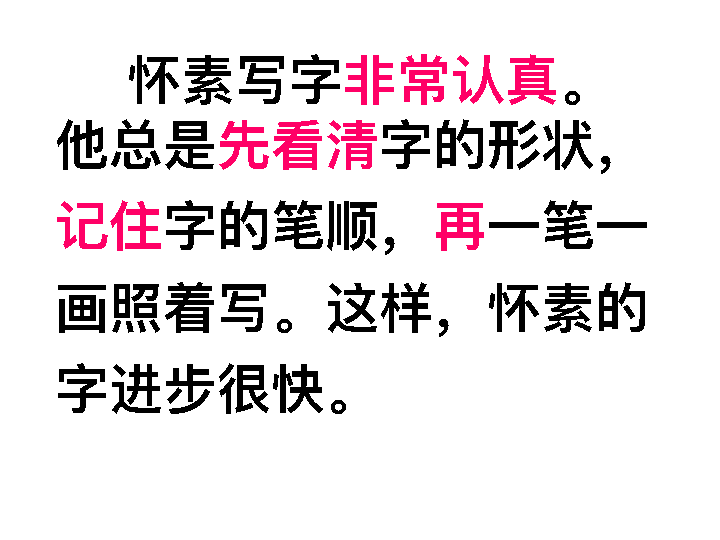 怀素写字非常认真。
他总是先看清字的形状，
记住字的笔顺，再一笔一
画照着写。这样，怀素的
字进步很快。